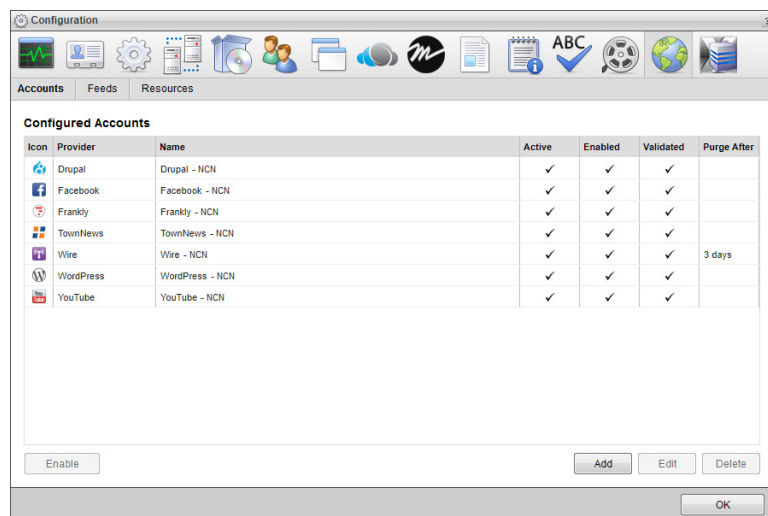 Configuration
ABC
Accounts Feeds Resources
Configured Accounts
Icon Provider Name Active Enabled Validated Purge After
Drupal Drupal - NCN
Facebook Facebook - NCN
Frankly Frankly - NCN
TownNews TownNews - NCN
Wire Wire - NCN 3 days
WordPress WordPress - NCN
You Tube YouTube YouTube - NCN
Enable Add Edit Delete
OK